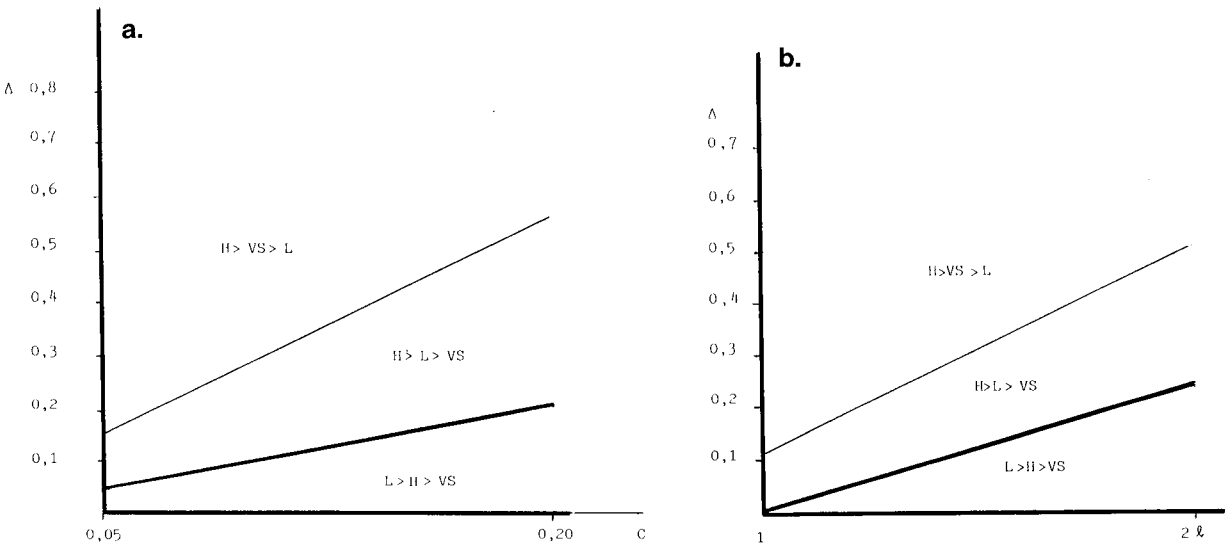 a.
Λ 0,8
0,7
0,6
0,5
0,4
0,3
0,2
0,1
H> VS> L
H> L> VS
L>H> VS
0,05
0,20
C
b.
Λ
0,7
0,6
0,5
0,4
0,3
0,2
0,1
H>VS >L
H>L> VS
L>H>VS
1
2 ℓ